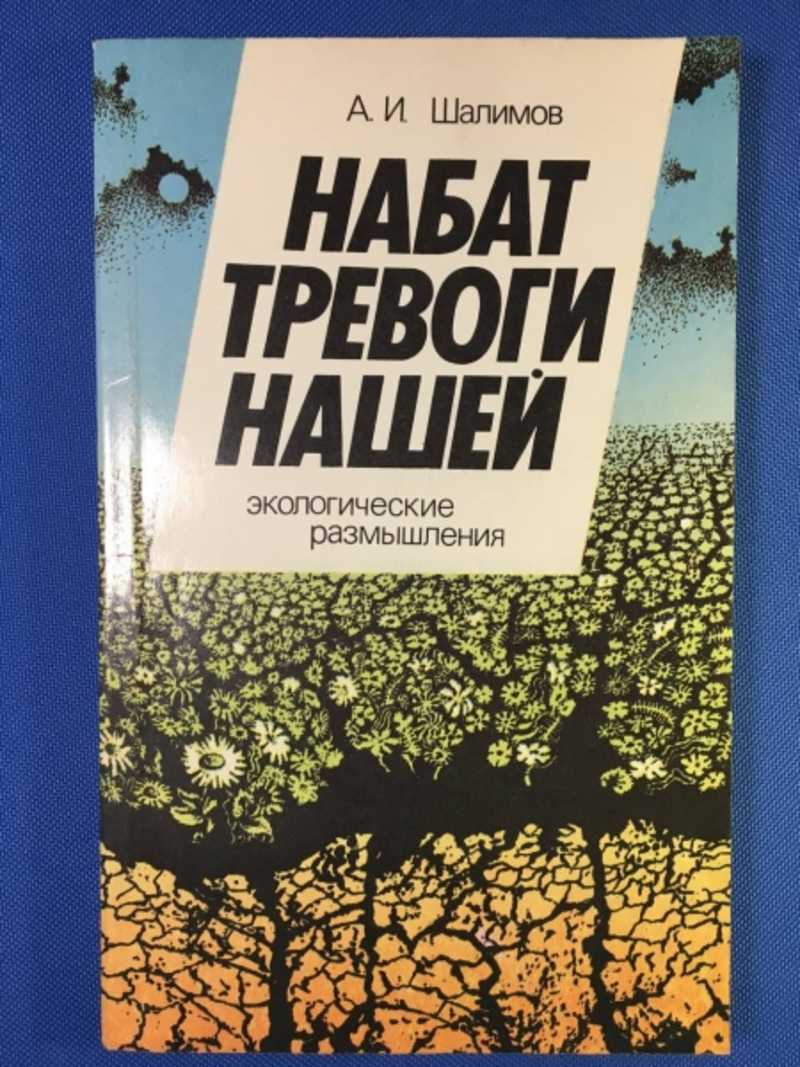 А. И. Шалимов
НАБАТ
ТРЕВОГИ
НАШЕЙ
экологические
размышления